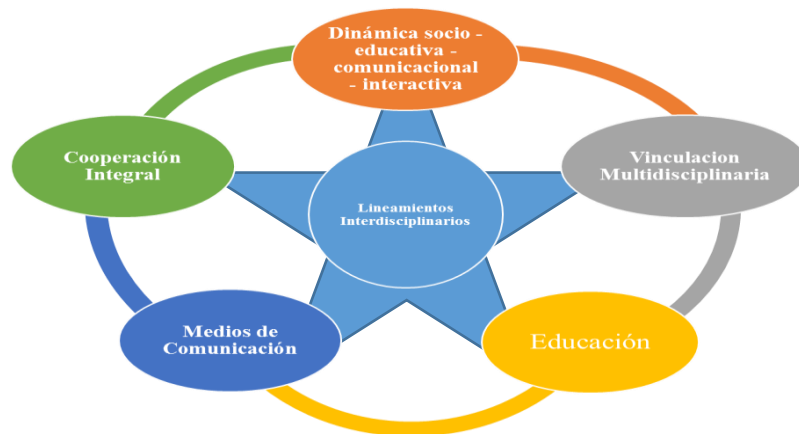 Dinámica socio -
educativa -
comunicacional
- interactiva
Cooperación
Integral
Vinculacion
Multidisciplinaria
Lineamientos
Interdisciplinarios
Medios de
Comunicación
Educación